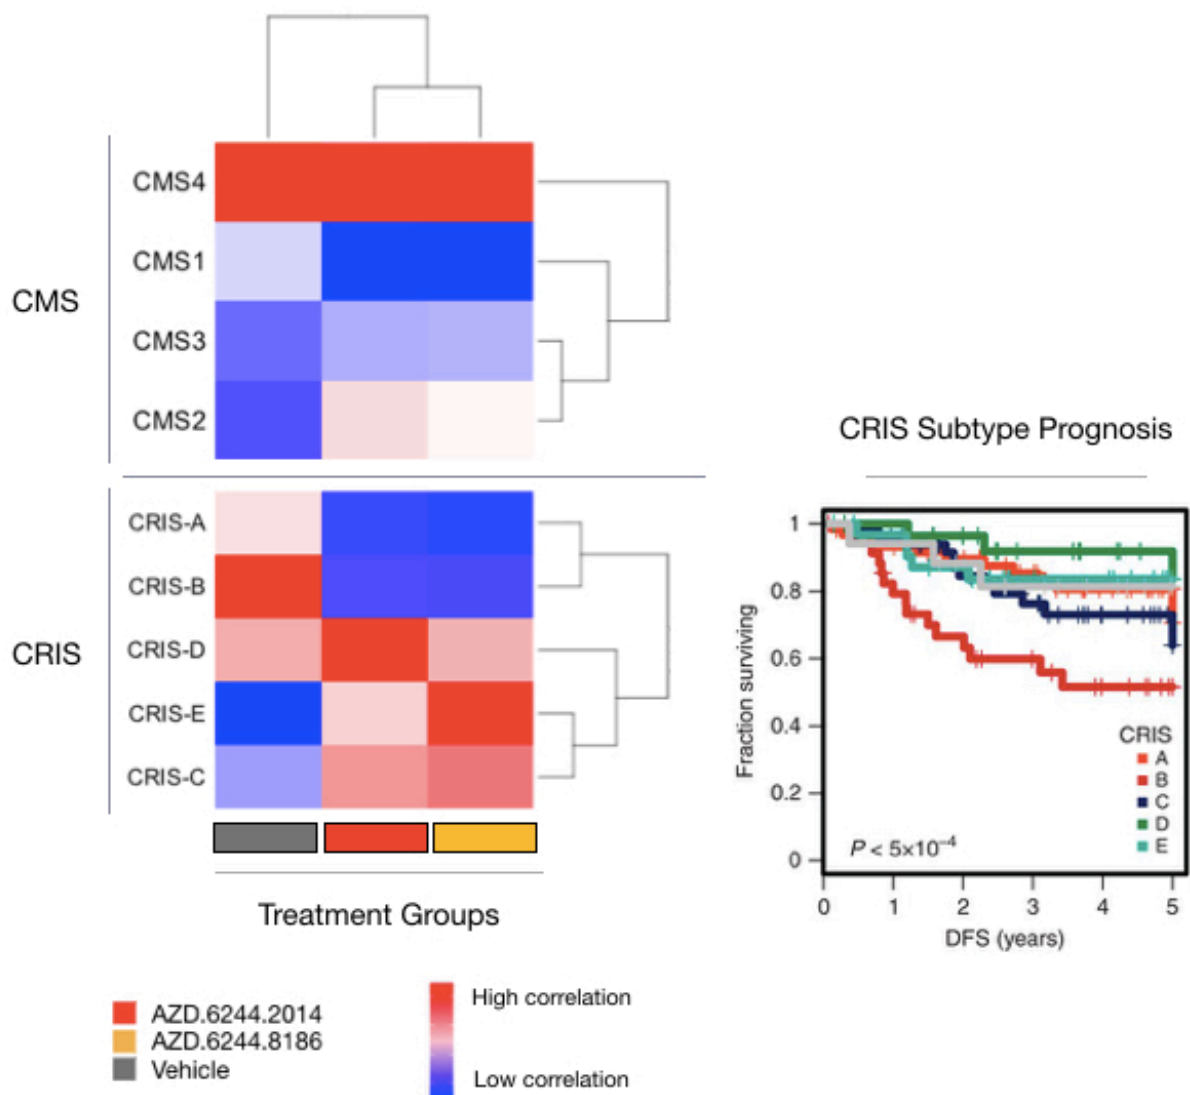 CMS
CMS4
CMS1
CMS3
CMS2
CRIS
CRIS-A
CRIS-B
CRIS-D
CRIS-E
CRIS-C
Treatment Groups
AZD.6244.2014
AZD.6244.8186
Vehicle
High correlation
Low correlation
CRIS Subtype Prognosis
Fraction surviving
1
0.8
0.6
0.4
0.2
0
P < 5×10⁻⁴
CRIS
A
B
C
D
E
0 1 2 3 4 5
DFS (years)